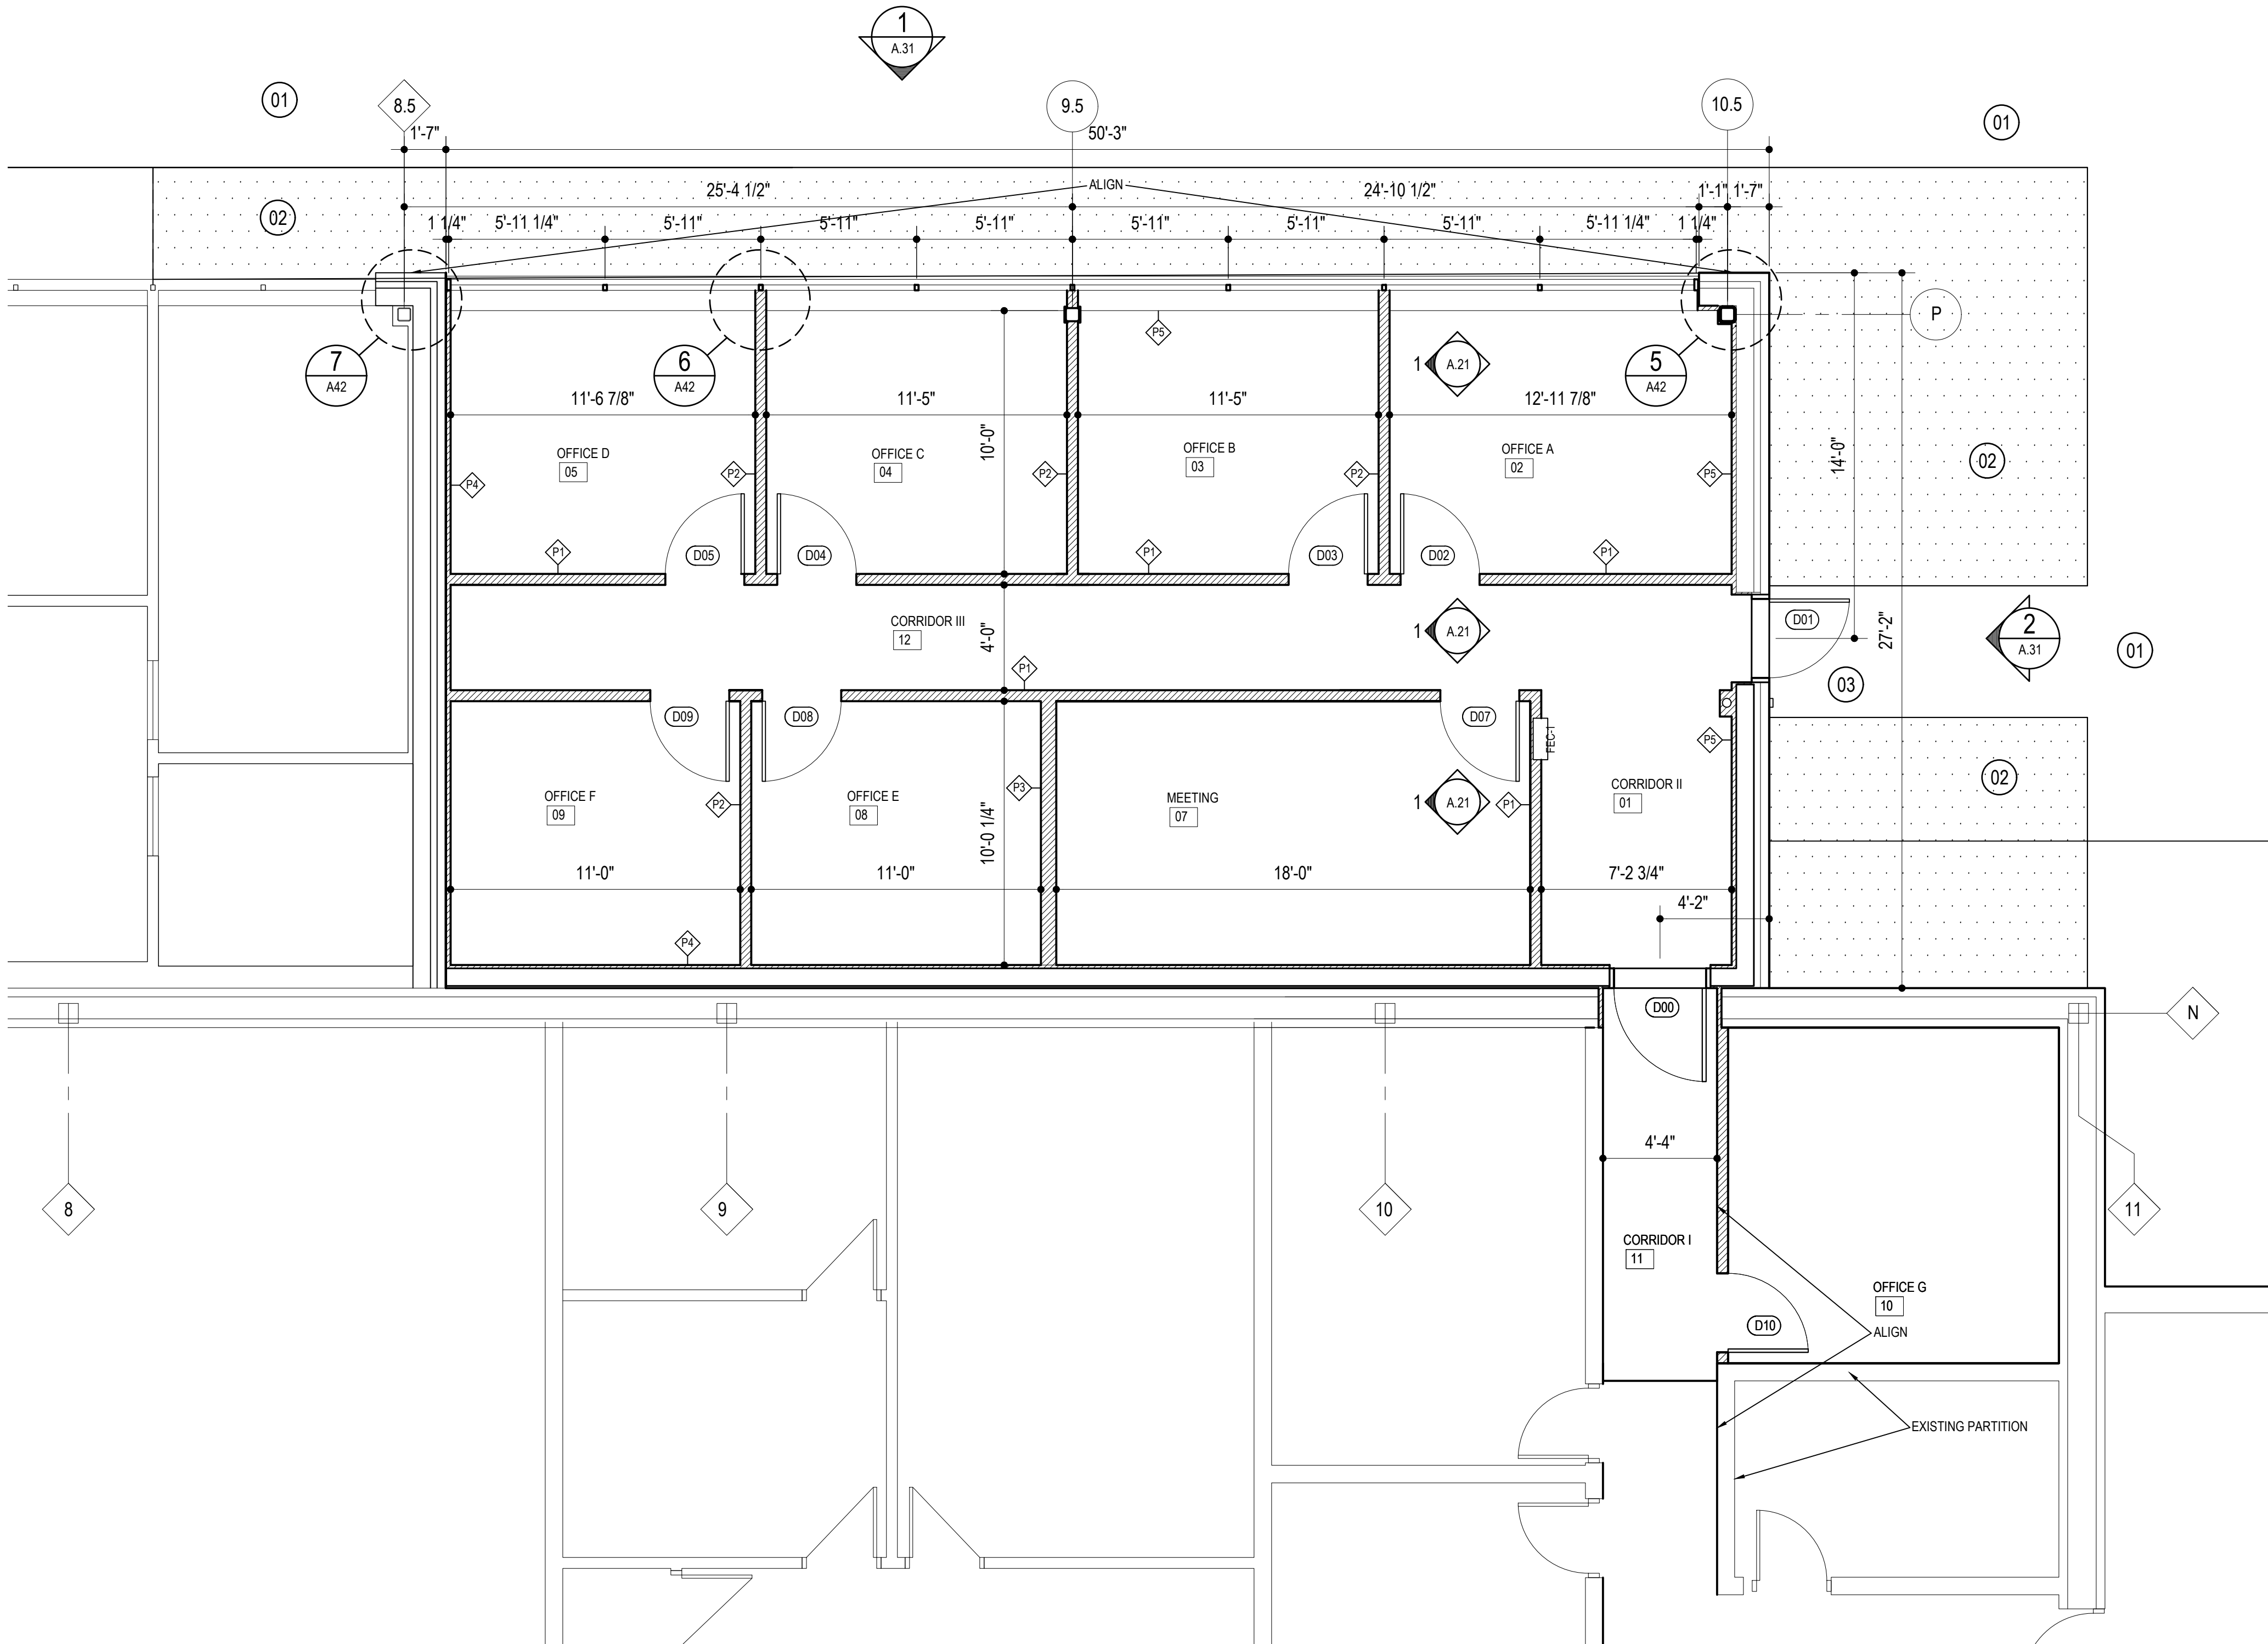 1
A.31
01
8.5
9.5
10.5
01
1'-7"
50'-3"
02
25'-4 1/2"
ALIGN
24'-10 1/2"
1'-1"
1'-7"
1 1/4"
5'-11 1/4"
5'-11"
5'-11"
5'-11"
5'-11"
5'-11"
5'-11"
5'-11 1/4"
1 1/4"
P
P5
7
A42
6
A42
1
A.21
5
A42
11'-6 7/8"
11'-5"
11'-5"
12'-11 7/8"
10'-0"
14'-0"
OFFICE D
05
OFFICE C
04
OFFICE B
03
OFFICE A
02
02
P4
P2
P2
P2
P5
P1
D05
D04
P1
D03
D02
P1
CORRIDOR III
12
4'-0"
1
A.21
D01
27'-2"
2
A.31
01
P1
03
D09
D08
D07
FEC-1
P5
OFFICE F
09
P2
OFFICE E
08
P3
10'-0 1/4"
MEETING
07
1
A.21
P1
CORRIDOR II
01
02
11'-0"
11'-0"
18'-0"
7'-2 3/4"
4'-2"
P4
D00
N
4'-4"
8
9
10
11
CORRIDOR I
11
OFFICE G
10
D10
ALIGN
EXISTING PARTITION